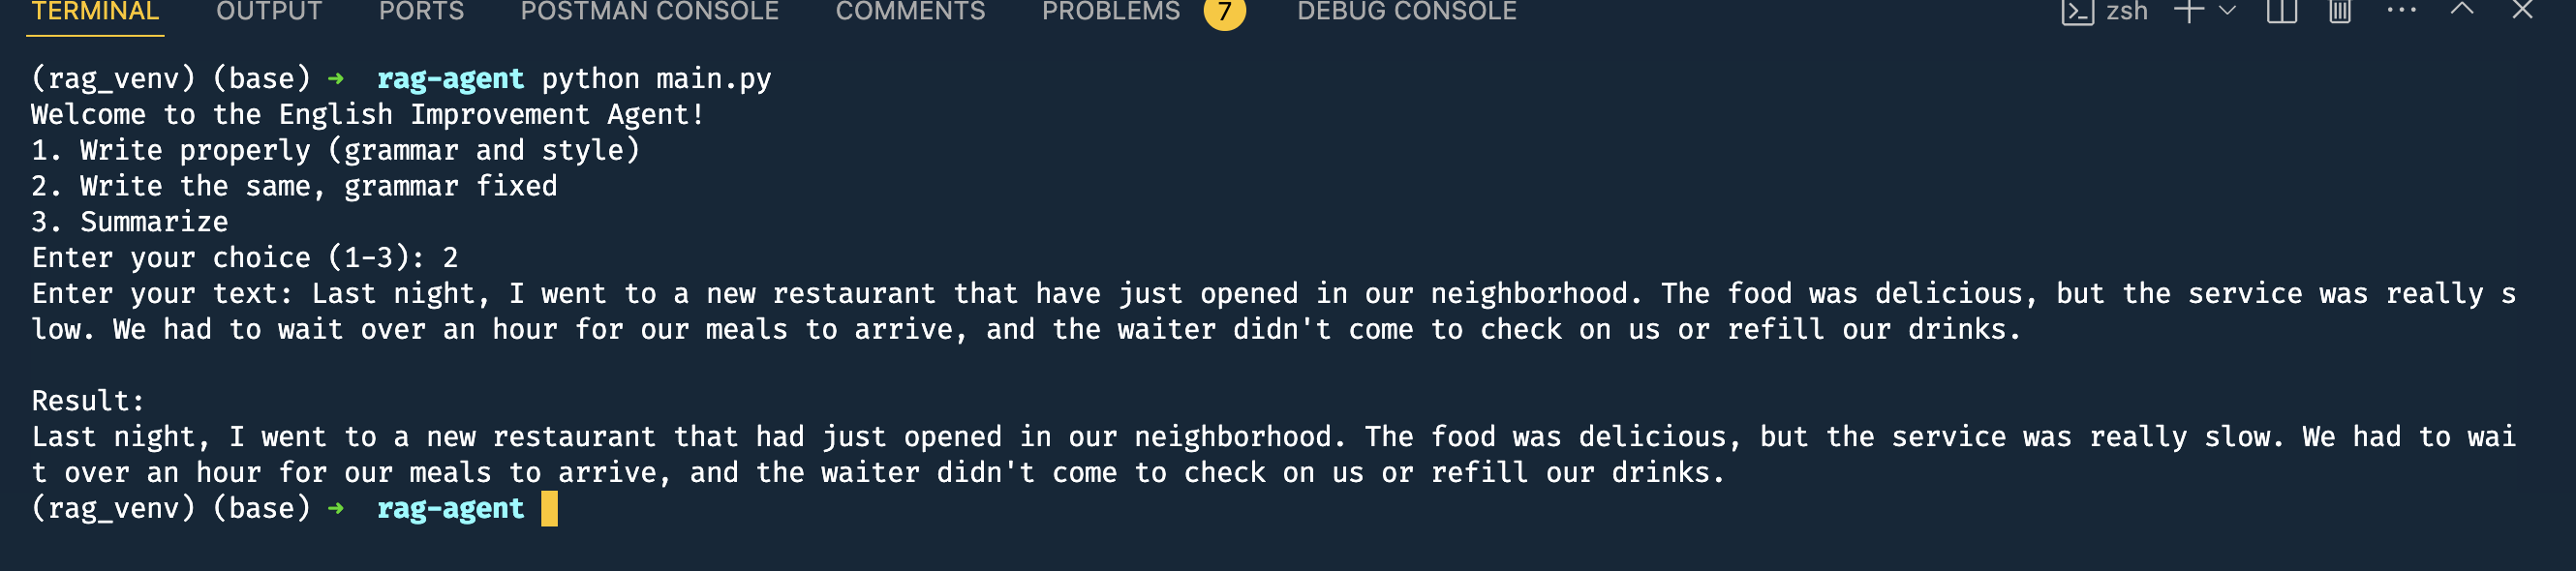 TERMINAL OUTPUT PORTS POSTMAN CONSOLE COMMENTS PROBLEMS 7 DEBUG CONSOLE zsh
(rag_venv) (base) → rag-agent python main.py
Welcome to the English Improvement Agent!
1. Write properly (grammar and style)
2. Write the same, grammar fixed
3. Summarize
Enter your choice (1-3): 2
Enter your text: Last night, I went to a new restaurant that have just opened in our neighborhood. The food was delicious, but the service was really s
low. We had to wait over an hour for our meals to arrive, and the waiter didn't come to check on us or refill our drinks.
Result:
Last night, I went to a new restaurant that had just opened in our neighborhood. The food was delicious, but the service was really slow. We had to wai
t over an hour for our meals to arrive, and the waiter didn't come to check on us or refill our drinks.
(rag_venv) (base) → rag-agent